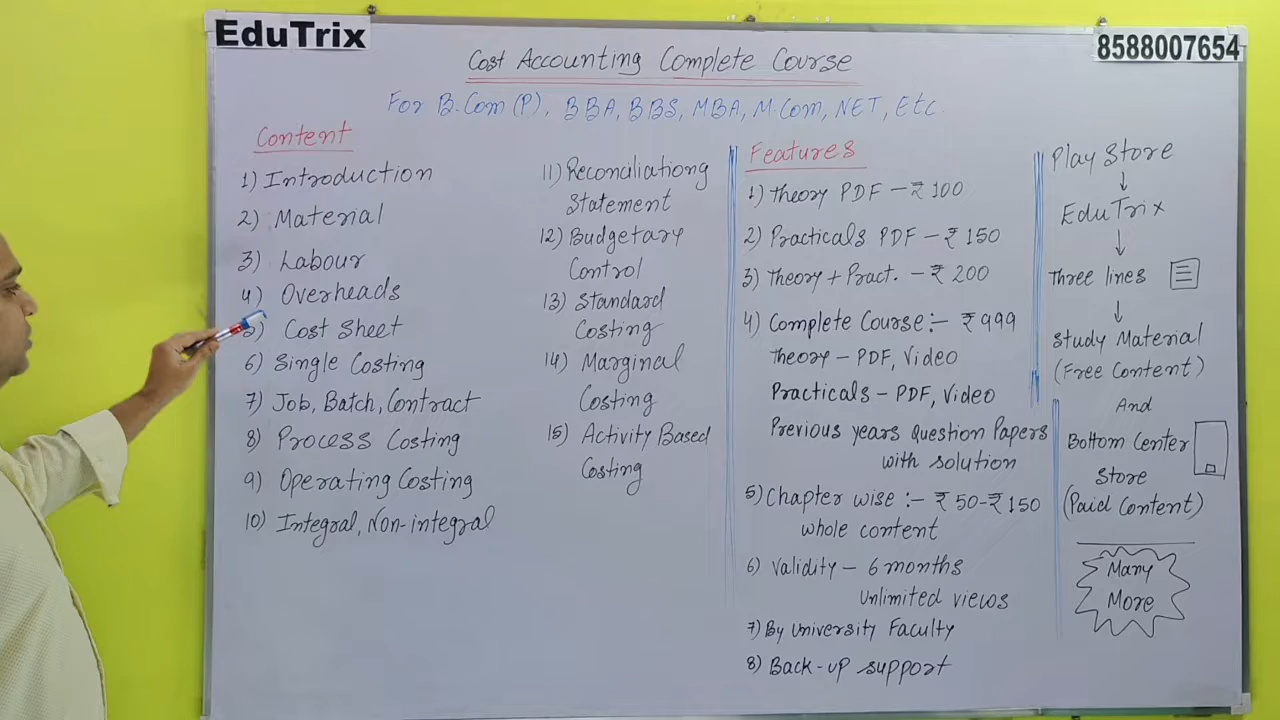 EduTrix
8588007654
Cost Accounting Complete Course
For B.Com (P), BBA, BBS, MBA, M.Com, NET, Etc.
Content
1) Introduction
2) Material
3) Labour
4) Overheads
5) Cost Sheet
6) Single Costing
7) Job, Batch, Contract
8) Process Costing
9) Operating Costing
10) Integral, Non-integral
11) Reconciliationg
Statement
12) Budgetary
Control
13) Standard
Costing
14) Marginal
Costing
15) Activity Based
Costing
Features
1) Theory PDF - ₹ 100
2) Practicals PDF - ₹ 150
3) Theory + Pract. - ₹ 200
4) Complete Course :- ₹ 999
Theory - PDF, Video
Practicals - PDF, Video
Previous years Question Papers
with solution
5) Chapter wise :- ₹ 50-₹ 150
whole content
6) Validity - 6 months
Unlimited views
7) By University Faculty
8) Back-up support
Play Store
↓
EduTrix
↓
Three lines
↓
Study Material
(Free Content)
And
Bottom Center
Store
(Paid Content)
Many
More